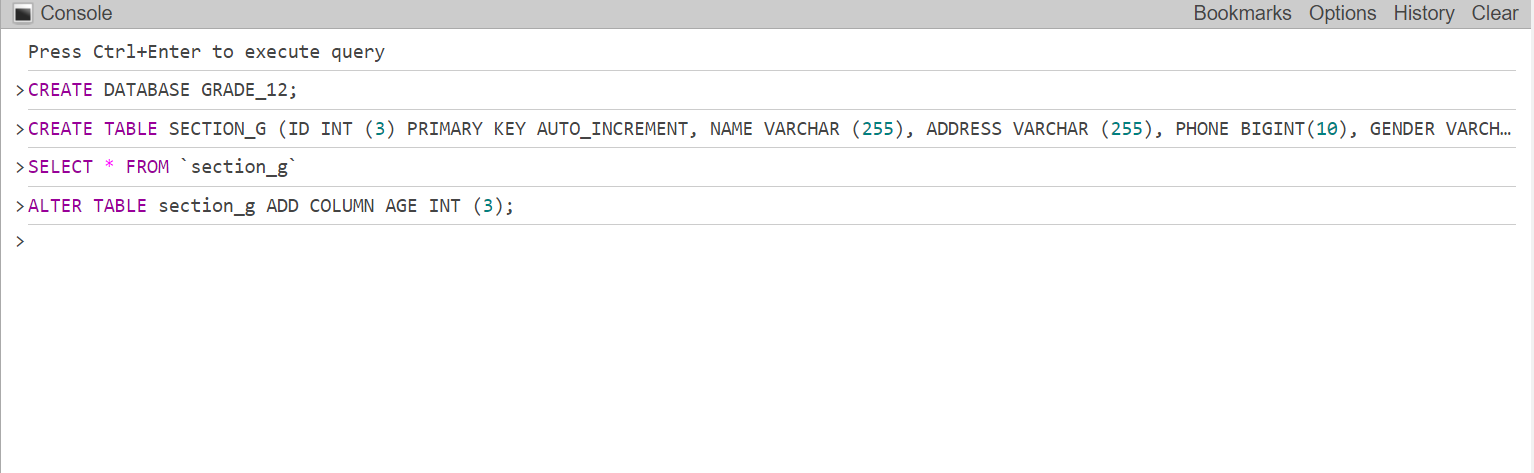 Console Bookmarks Options History Clear
Press Ctrl+Enter to execute query
>CREATE DATABASE GRADE_12;
>CREATE TABLE SECTION_G (ID INT (3) PRIMARY KEY AUTO_INCREMENT, NAME VARCHAR (255), ADDRESS VARCHAR (255), PHONE BIGINT(10), GENDER VARCH…
>SELECT * FROM `section_g`
>ALTER TABLE section_g ADD COLUMN AGE INT (3);
>